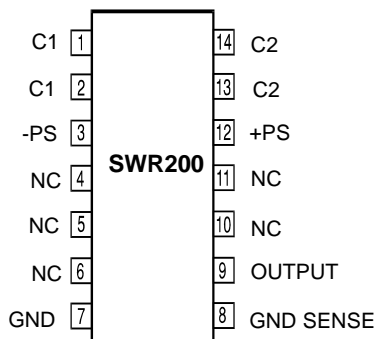 C1 1 14 C2
C1 2 13 C2
-PS 3 12 +PS
SWR200
NC 4 11 NC
NC 5 10 NC
NC 6 9 OUTPUT
GND 7 8 GND SENSE